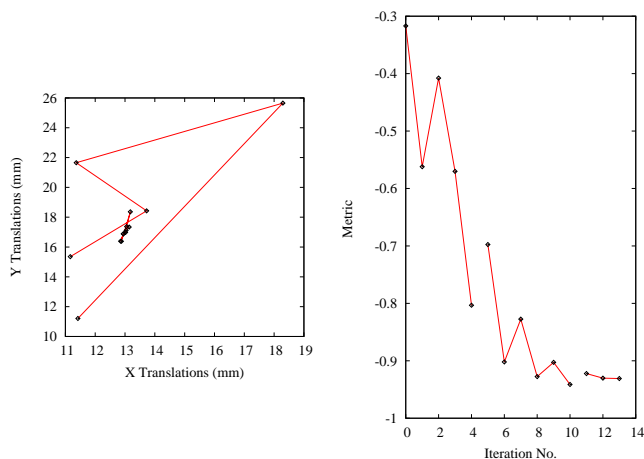 26
24
22
20
18
16
14
12
10
Y Translations (mm)
11 12 13 14 15 16 17 18 19
X Translations (mm)
-0.3
-0.4
-0.5
-0.6
-0.7
-0.8
-0.9
-1
Metric
0 2 4 6 8 10 12 14
Iteration No.